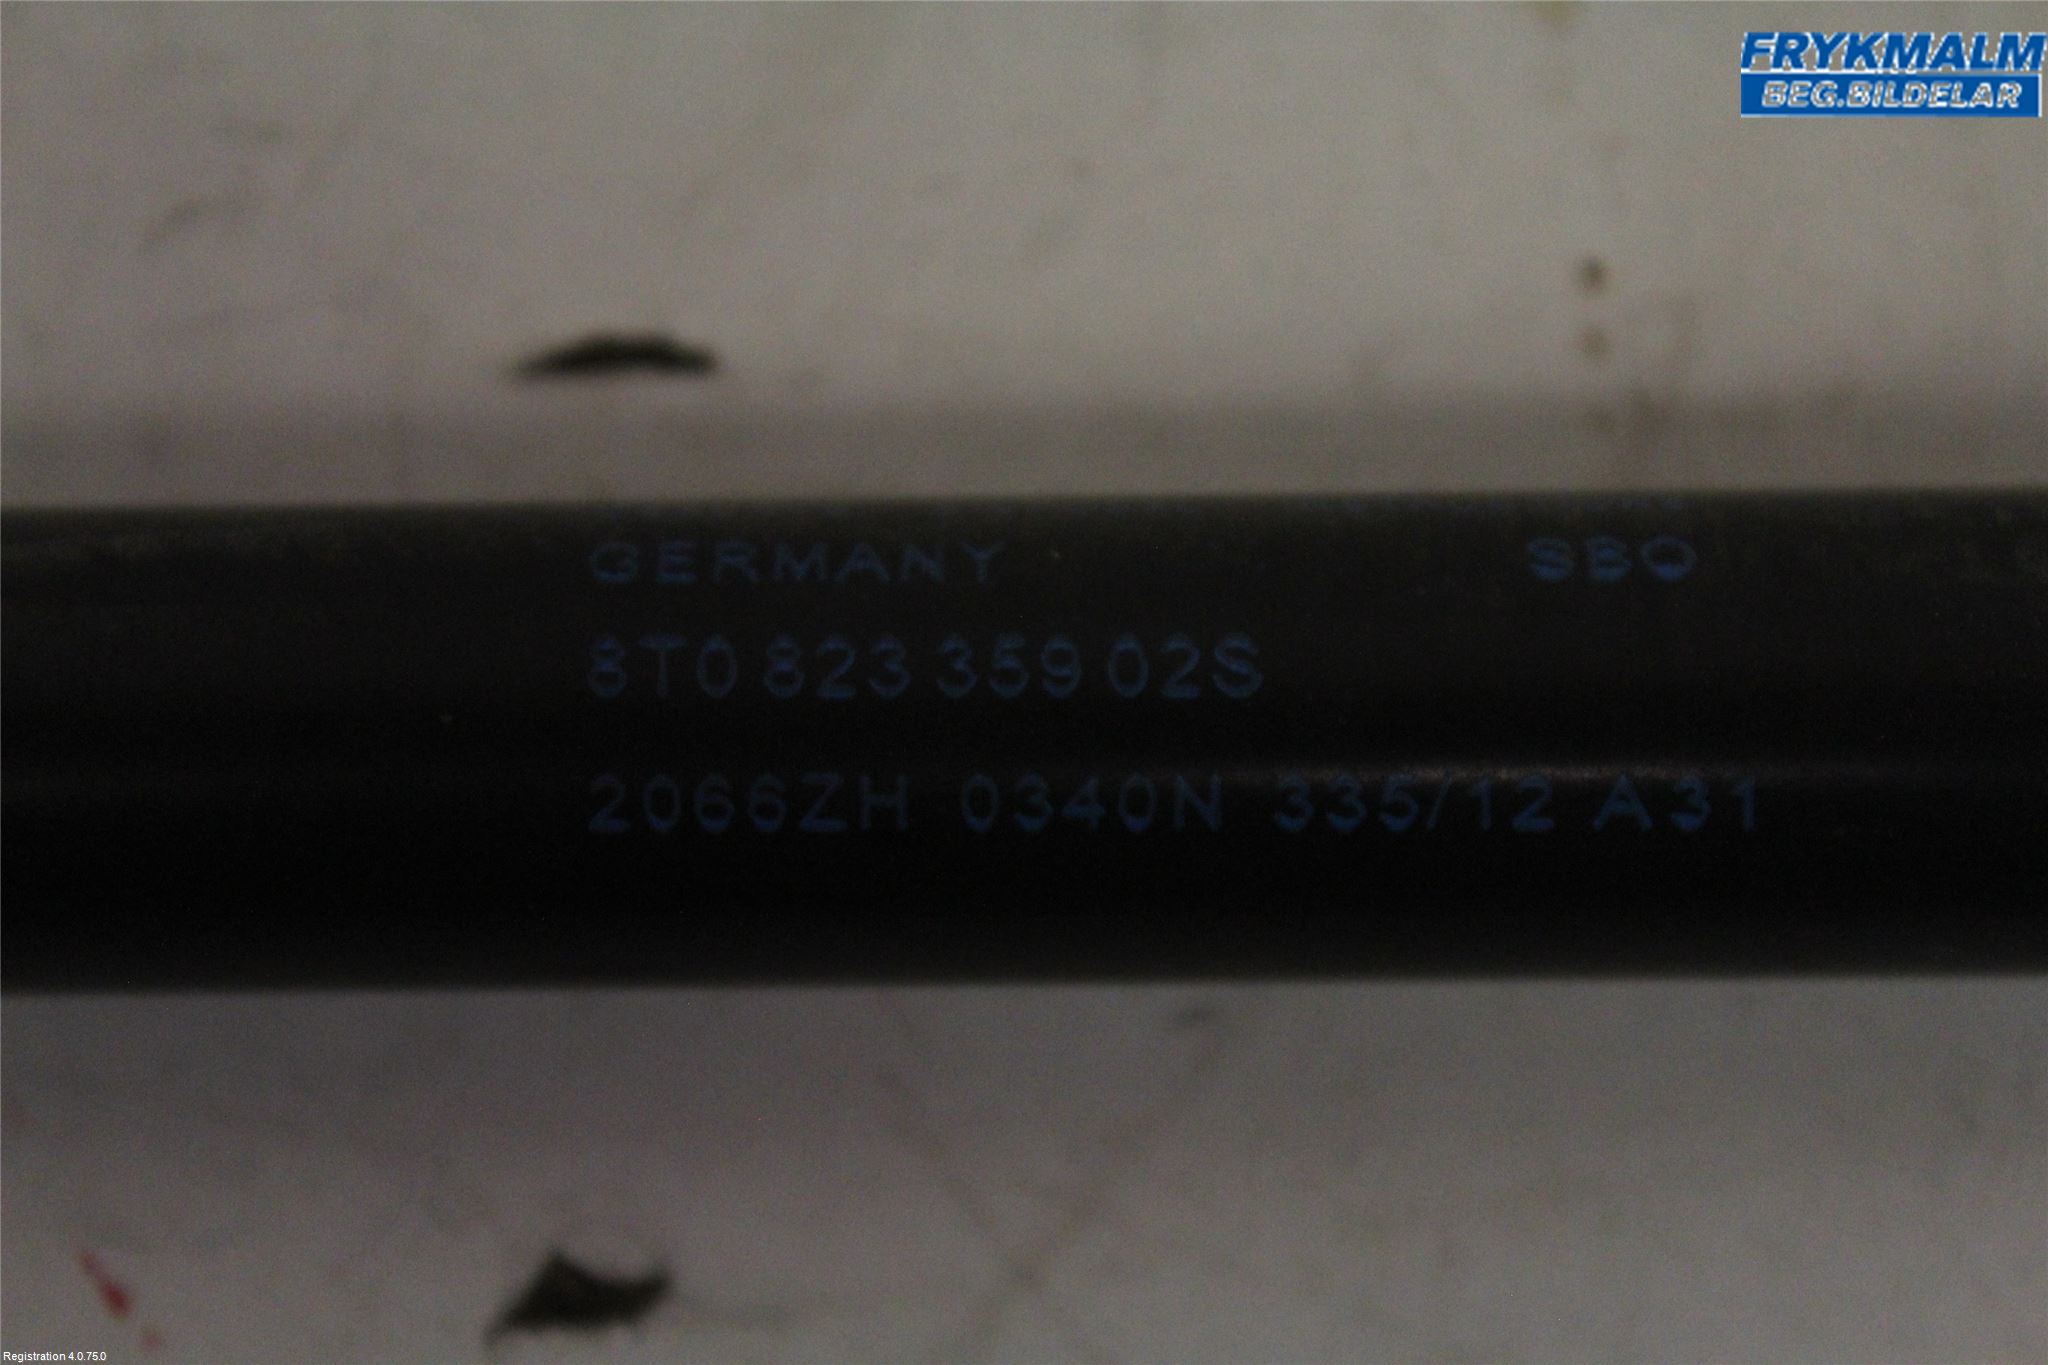 FRYKMALM
BEG.BILDELAR
GERMANY SBO
8T0 823 359 02S
2066ZH 0340N 335/12 A31
Registration 4.0.75.0